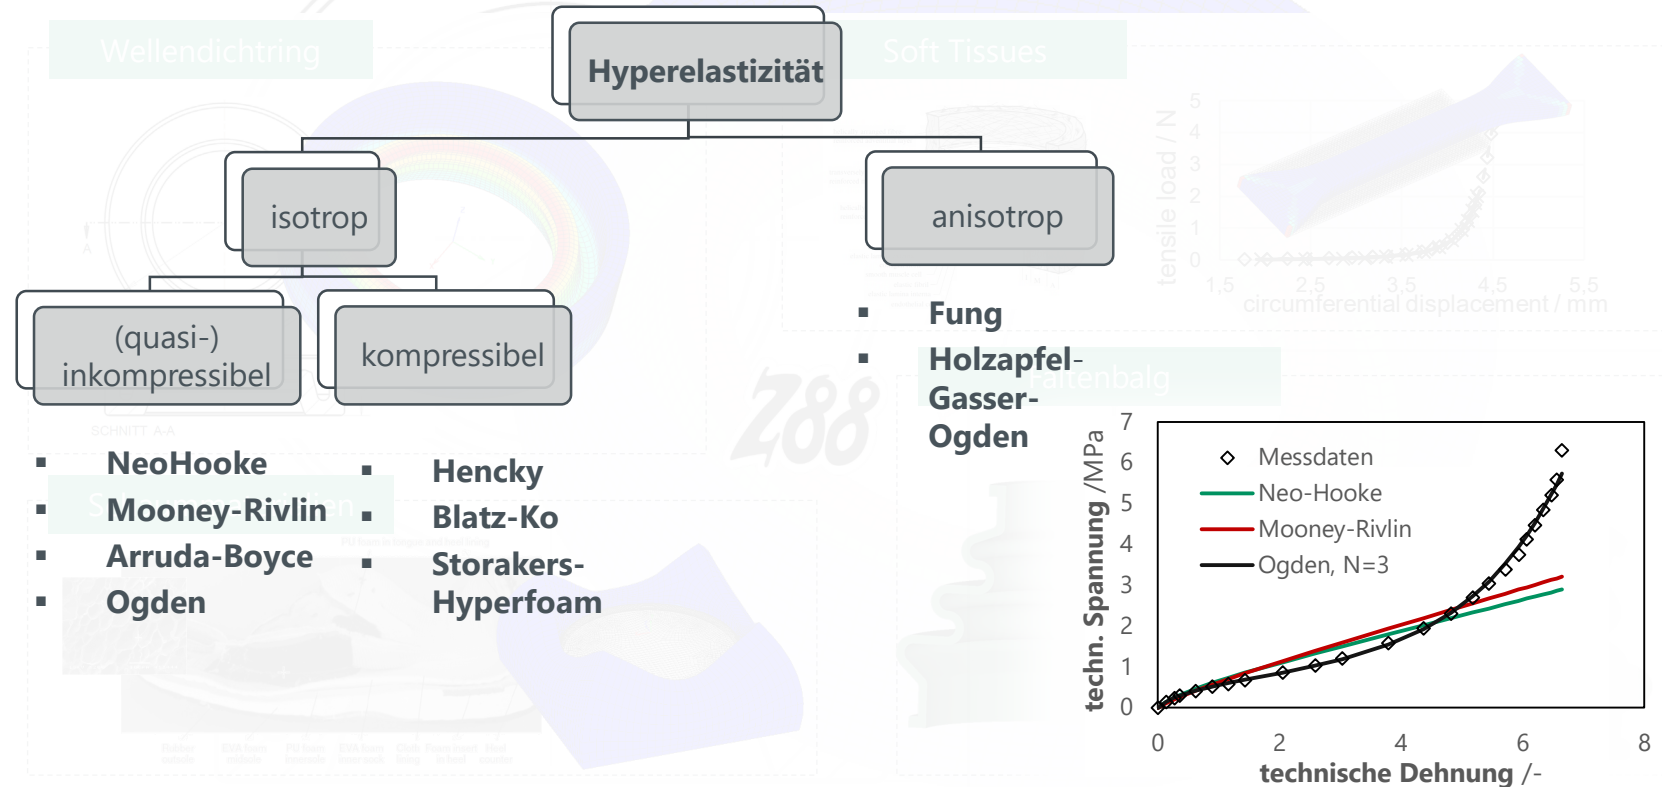 Wellendichtring
Hyperelastizität
Soft Tissues
isotrop
anisotrop
(quasi-)
inkompressibel
kompressibel
tensile load / N
5
4
3
2
1
0
1,5
2,5
3,5
4,5
5,5
circumferential displacement / mm
A
SCHNITT A-A
▪ Fung
▪ Holzapfel-
Gasser-
Ogden
Faltenbalg
Z88
▪ NeoHooke
▪ Mooney-Rivlin
▪ Arruda-Boyce
▪ Ogden
▪ Hencky
▪ Blatz-Ko
▪ Storakers-
Hyperfoam
techn. Spannung /MPa
7
6
5
4
3
2
1
0
Messdaten
Neo-Hooke
Mooney-Rivlin
Ogden, N=3
0 2 4 6 8
technische Dehnung /-